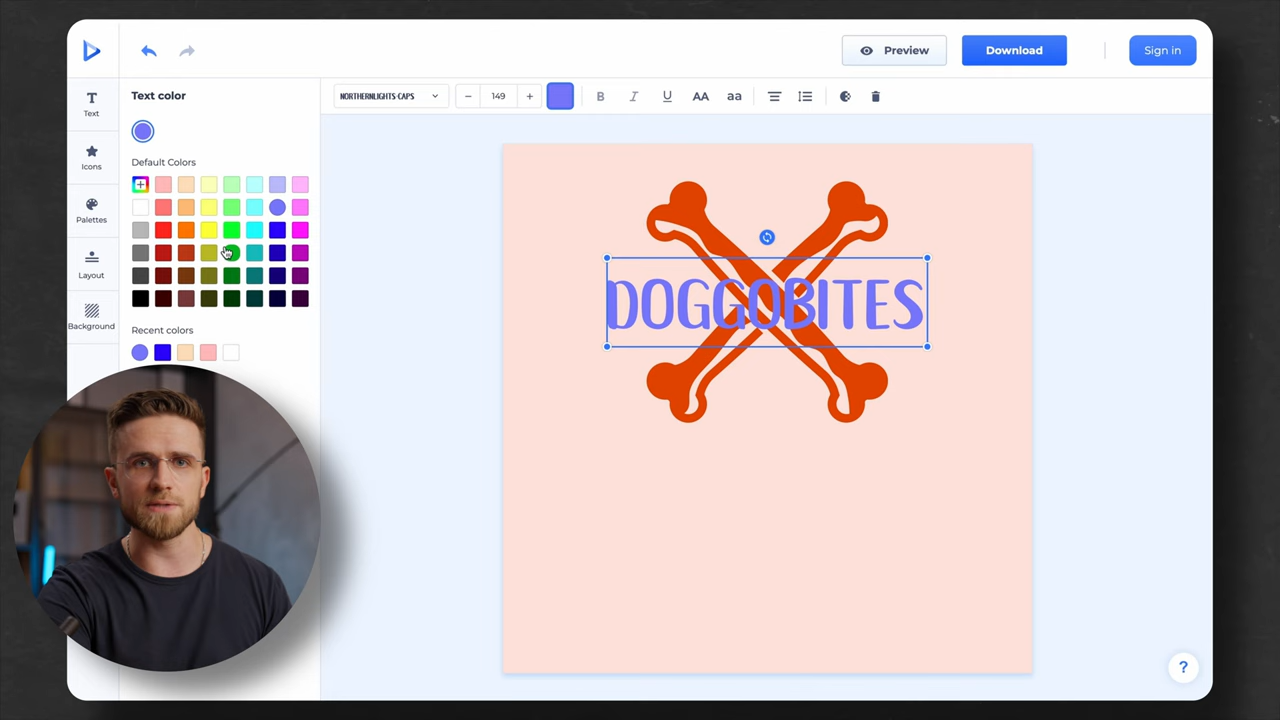 Preview
Download
Sign in
Text
Icons
Palettes
Layout
Background
Text color
Default Colors
Recent colors
NORTHERNLIGHTS-CAPS
− 149 +
B I U AA aa
DOGGOBITES
?